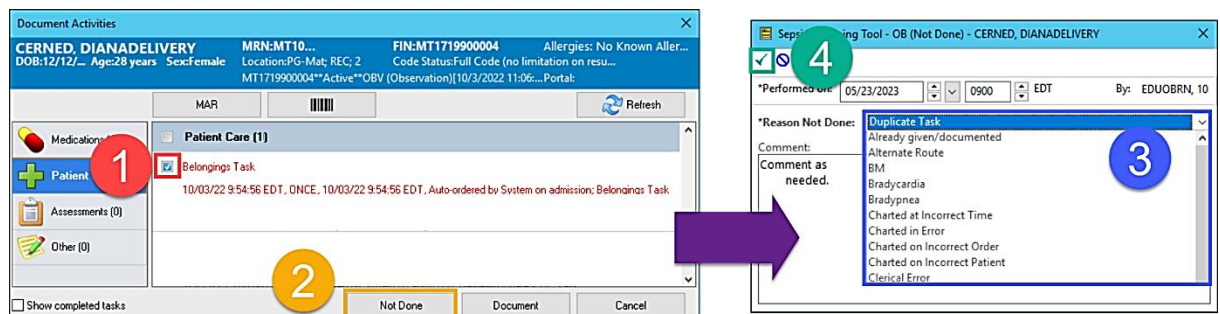 Document Activities
CERNED, DIANADELIVERY MRN:MT10... FIN:MT1719900004 Allergies: No Known Aller...
DOB:12/12/... Age:28 years Sex:Female Location:PG-Mat; REC; 2 Code Status:Full Code (no limitation on resu...
MT1719900004**Active**OBV (Observation)[10/3/2022 11:06:... Portal:
MAR Refresh
Medications
Patient Care (1)
1
Patient
Belongings Task
10/03/22 9:54:56 EDT, ONCE, 10/03/22 9:54:56 EDT, Auto-ordered by System on admission; Belongings Task
Assessments (0)
Other (0)
2
Show completed tasks Not Done Document Cancel
Tool - OB (Not Done) - CERNED, DIANADELIVERY
4
*Performed on: 05/23/2023 0900 EDT By: EDUOBRN, 10
*Reason Not Done: Duplicate Task
Already given/documented
Comment:
Alternate Route
Comment as
needed.
BM
Bradycardia
Bradypnea
Charted at Incorrect Time
Charted in Error
Charted on Incorrect Order
Charted on Incorrect Patient
Clerical Error
3